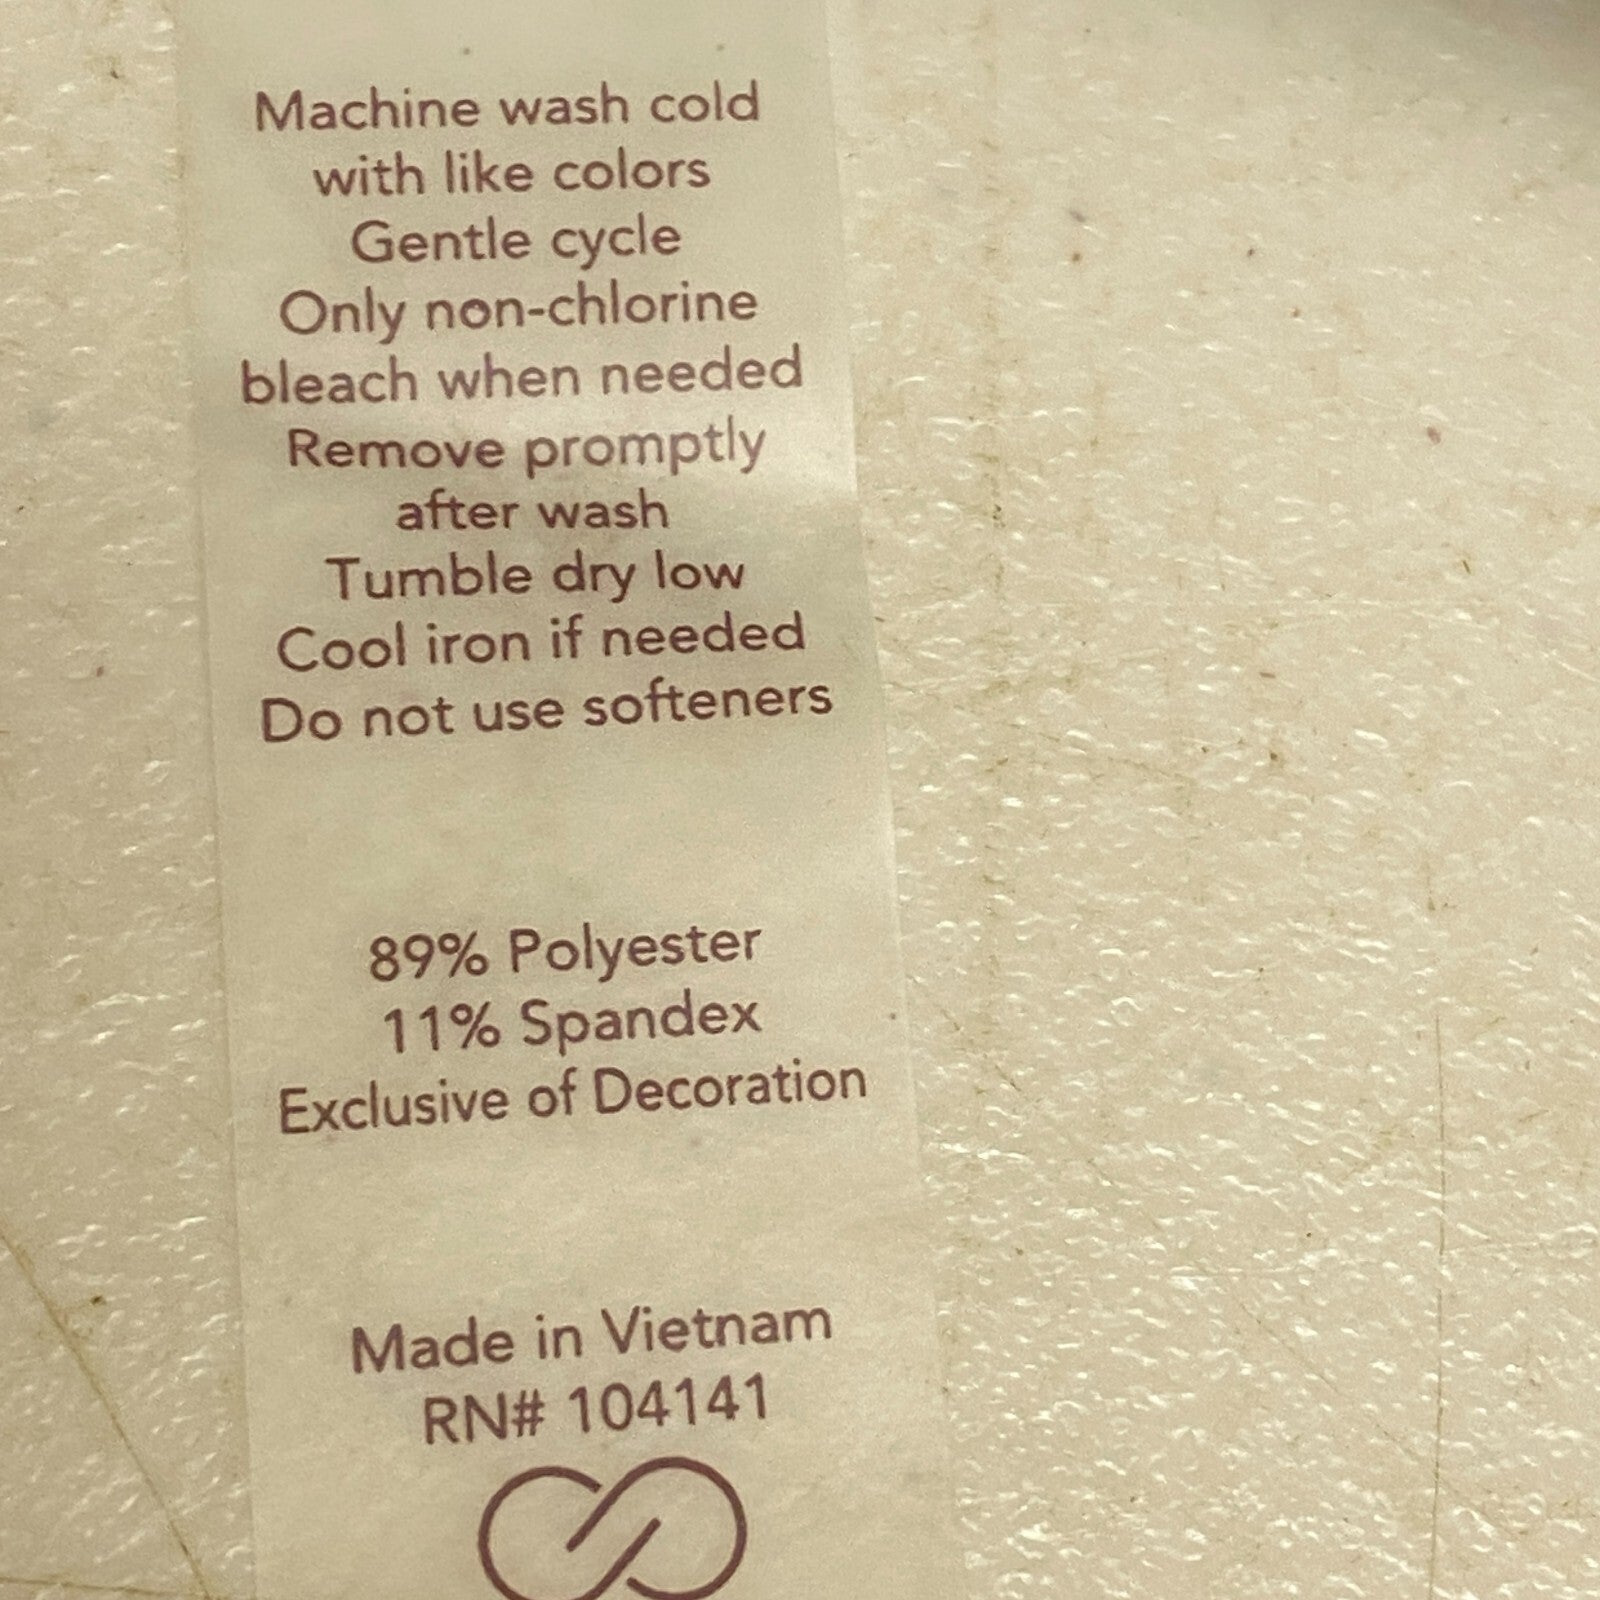 Machine wash cold
with like colors
Gentle cycle
Only non-chlorine
bleach when needed
Remove promptly
after wash
Tumble dry low
Cool iron if needed
Do not use softeners
89% Polyester
11% Spandex
Exclusive of Decoration
Made in Vietnam
RN# 104141